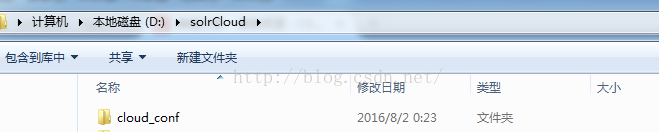 计算机 ▸ 本地磁盘 (D:) ▸ solrCloud ▸
包含到库中 ▼ 共享 ▼ 新建文件夹
http://blog.csdn.net/
名称 修改日期 类型 大小
cloud_conf 2016/8/2 0:23 文件夹